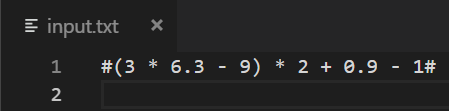 input.txt ×
1 #(3 * 6.3 - 9) * 2 + 0.9 - 1#
2